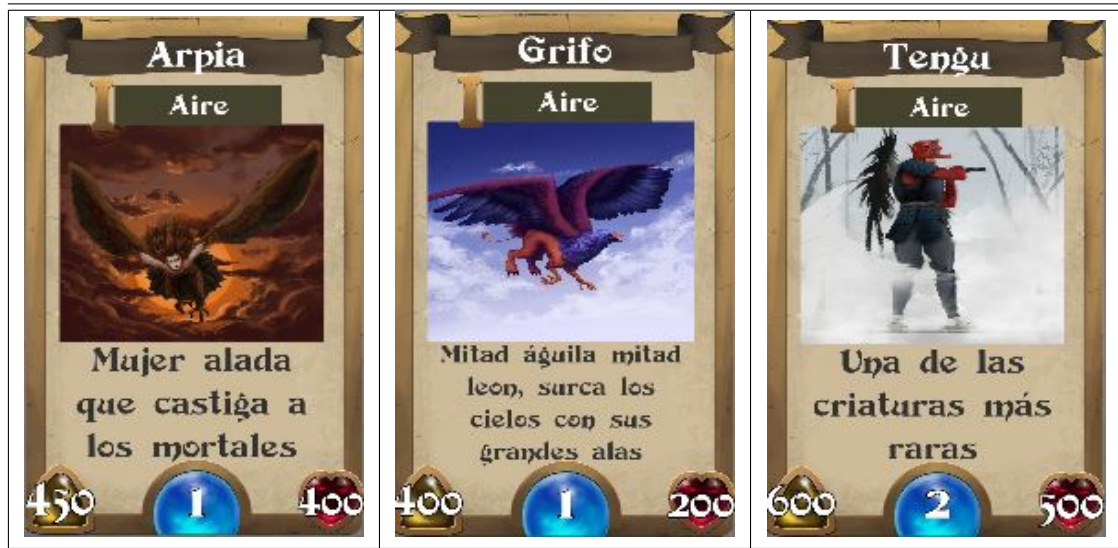 Arpia
Aire
Mujer alada
que castiga a
los mortales
450
1
400
Grifo
Aire
Mitad águila mitad
leon, surca los
cielos con sus
grandes alas
400
1
200
Tengu
Aire
Una de las
criaturas más
raras
600
2
500